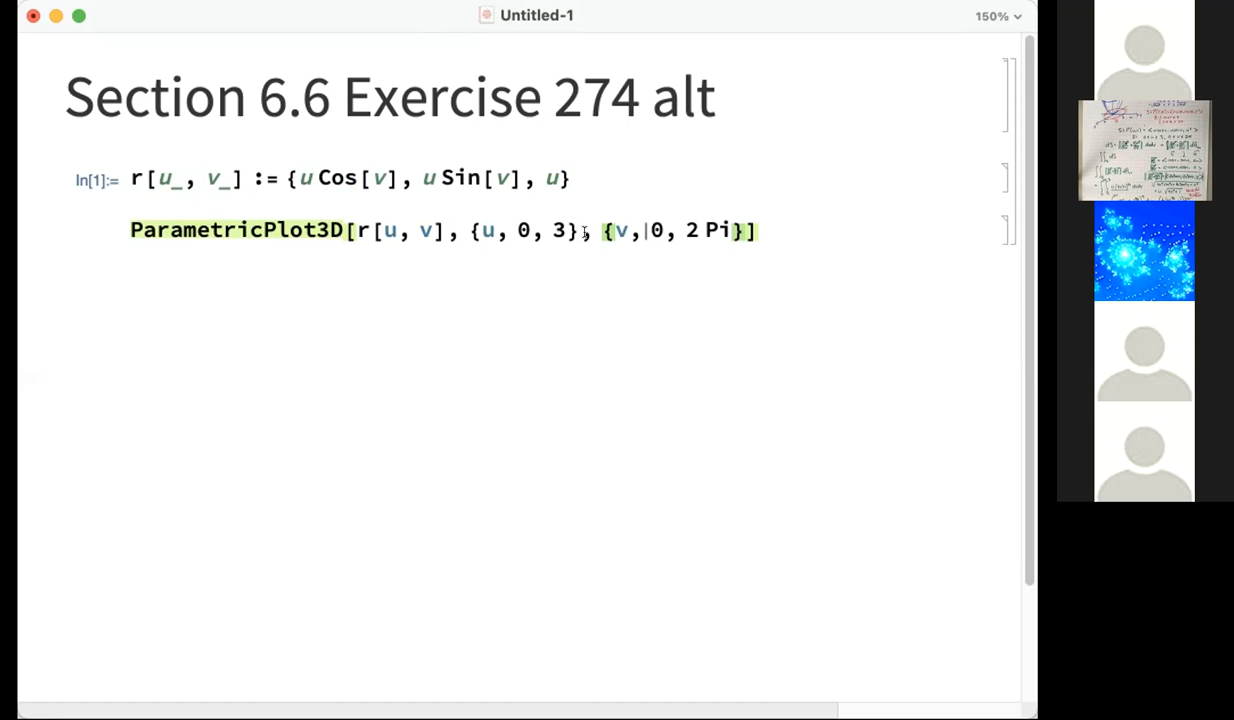 Untitled-1
150%
Section 6.6 Exercise 274 alt
In[1]:= r[u_, v_] := {u Cos[v], u Sin[v], u}
ParametricPlot3D[r[u, v], {u, 0, 3}, {v, 0, 2 Pi}]